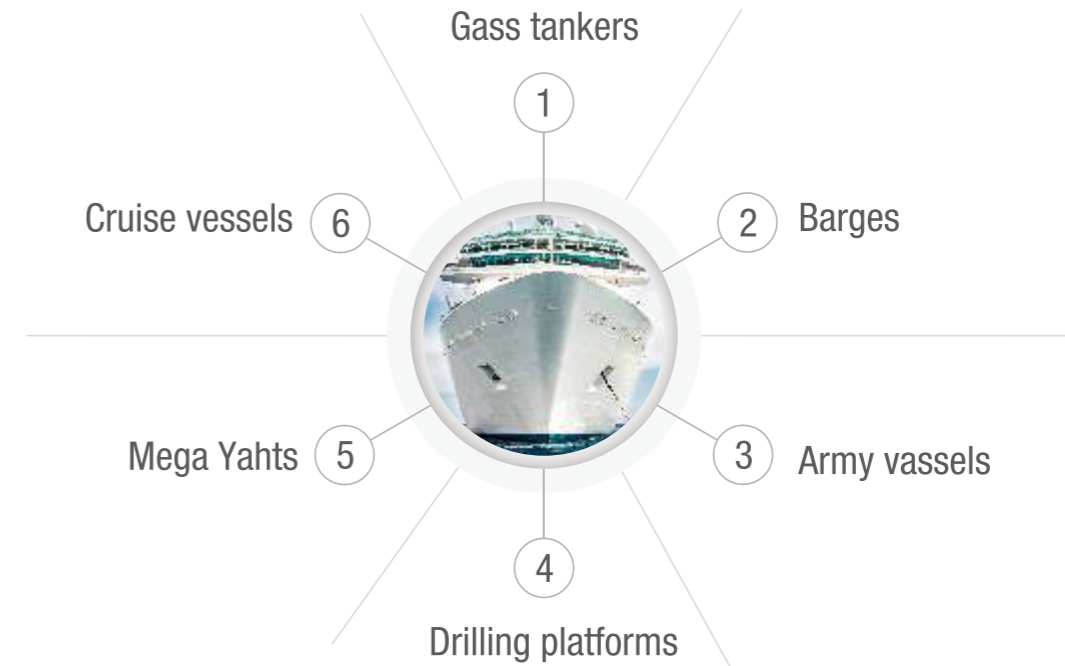 Gass tankers
1
2 Barges
3 Army vassels
4
Drilling platforms
Mega Yahts 5
Cruise vessels 6